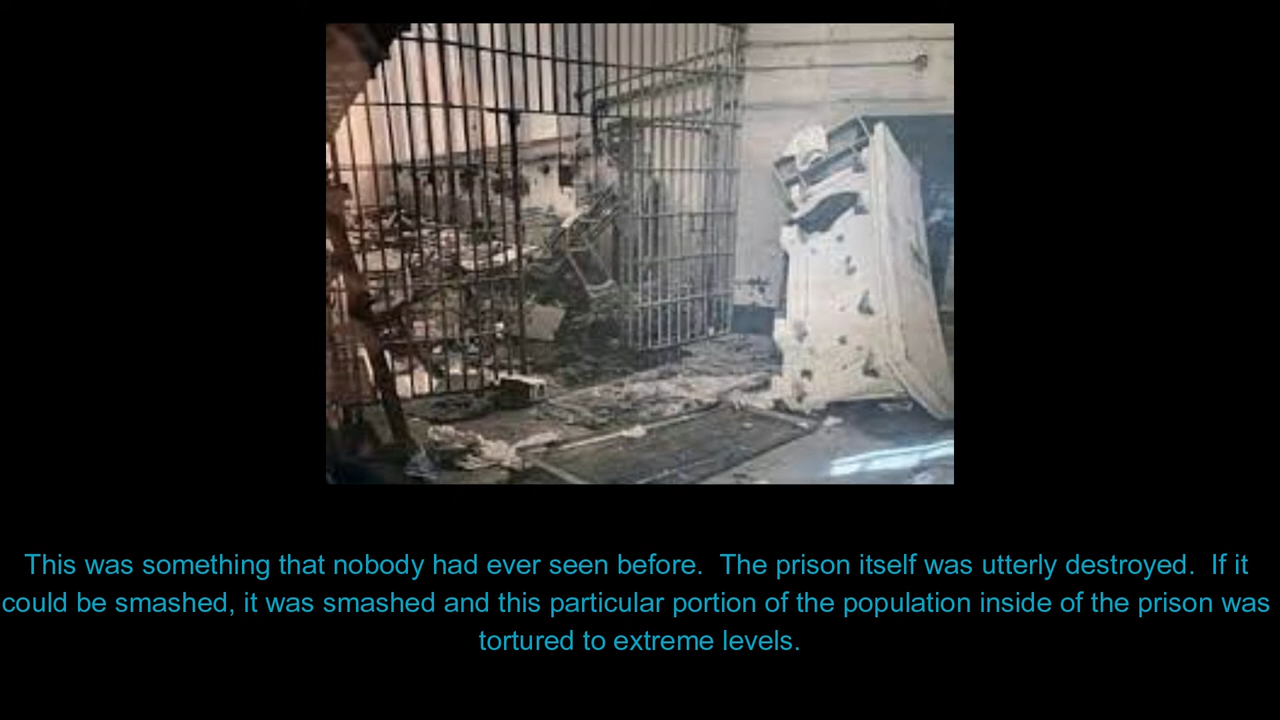 This was something that nobody had ever seen before.  The prison itself was utterly destroyed.  If it
could be smashed, it was smashed and this particular portion of the population inside of the prison was
tortured to extreme levels.